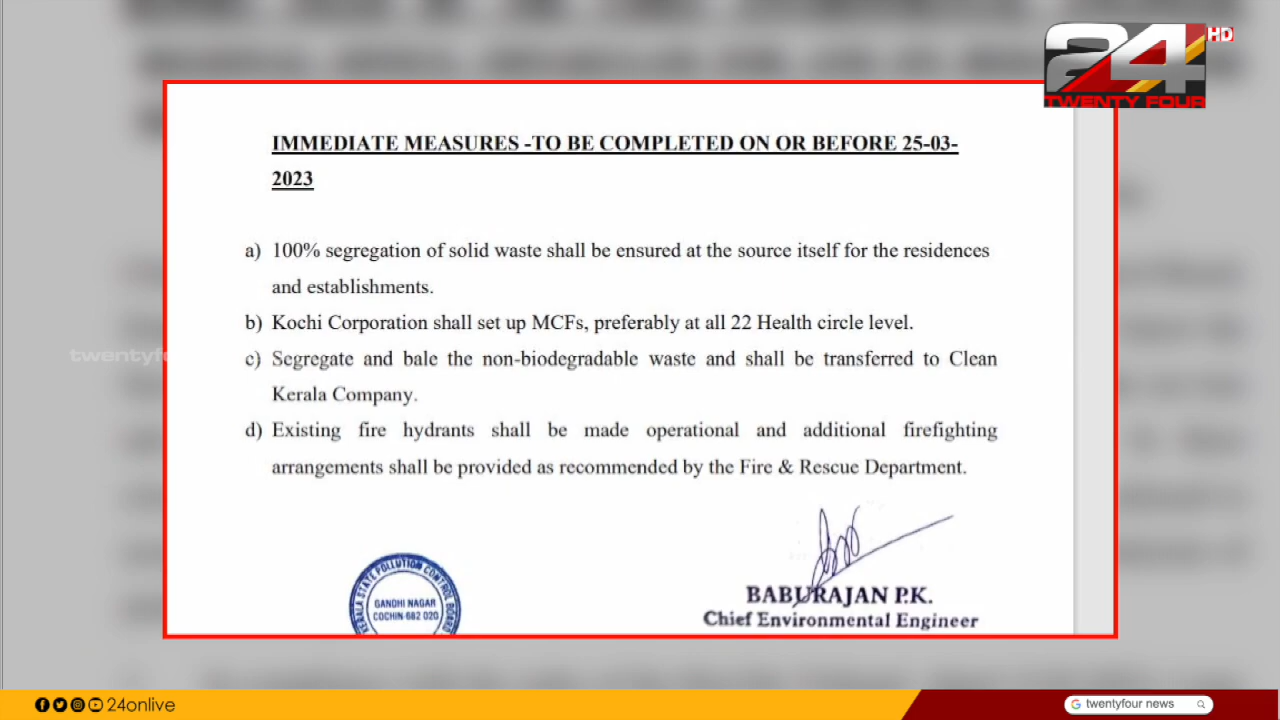 24
HD
TWENTY FOUR
IMMEDIATE MEASURES -TO BE COMPLETED ON OR BEFORE 25-03-
2023
a) 100% segregation of solid waste shall be ensured at the source itself for the residences
and establishments.
b) Kochi Corporation shall set up MCFs, preferably at all 22 Health circle level.
twentyfo
c) Segregate and bale the non-biodegradable waste and shall be transferred to Clean
Kerala Company.
d) Existing fire hydrants shall be made operational and additional firefighting
arrangements shall be provided as recommended by the Fire & Rescue Department.
KERALA STATE POLLUTION CONTROL BOARD
GANDHI NAGAR
COCHIN-682 020
BABURAJAN P.K.
Chief Environmental Engineer
24onlive
twentyfour news